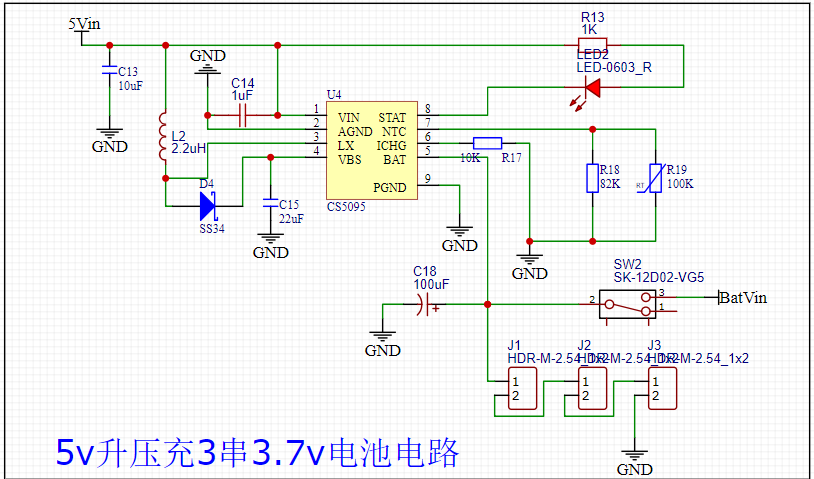 5Vin
R13
1K
LED2
LED-0603_R
GND
C13
10uF
C14
1uF
U4
1 VIN STAT 8
2 AGND NTC 7
3 LX ICHG 6
4 VBS BAT 5
PGND 9
CS5095
GND
L2
2.2uH
10K R17
R18
82K
RT
R19
100K
D4
SS34
C15
22uF
GND
GND
GND
C18
100uF
+
GND
SW2
SK-12D02-VG5
2
3
1
BatVin
J1
HDR-M-2.54_1x2
1
2
J2
HDR-M-2.54_1x2
1
2
J3
HDR-M-2.54_1x2
1
2
GND
5v升压充3串3.7v电池电路